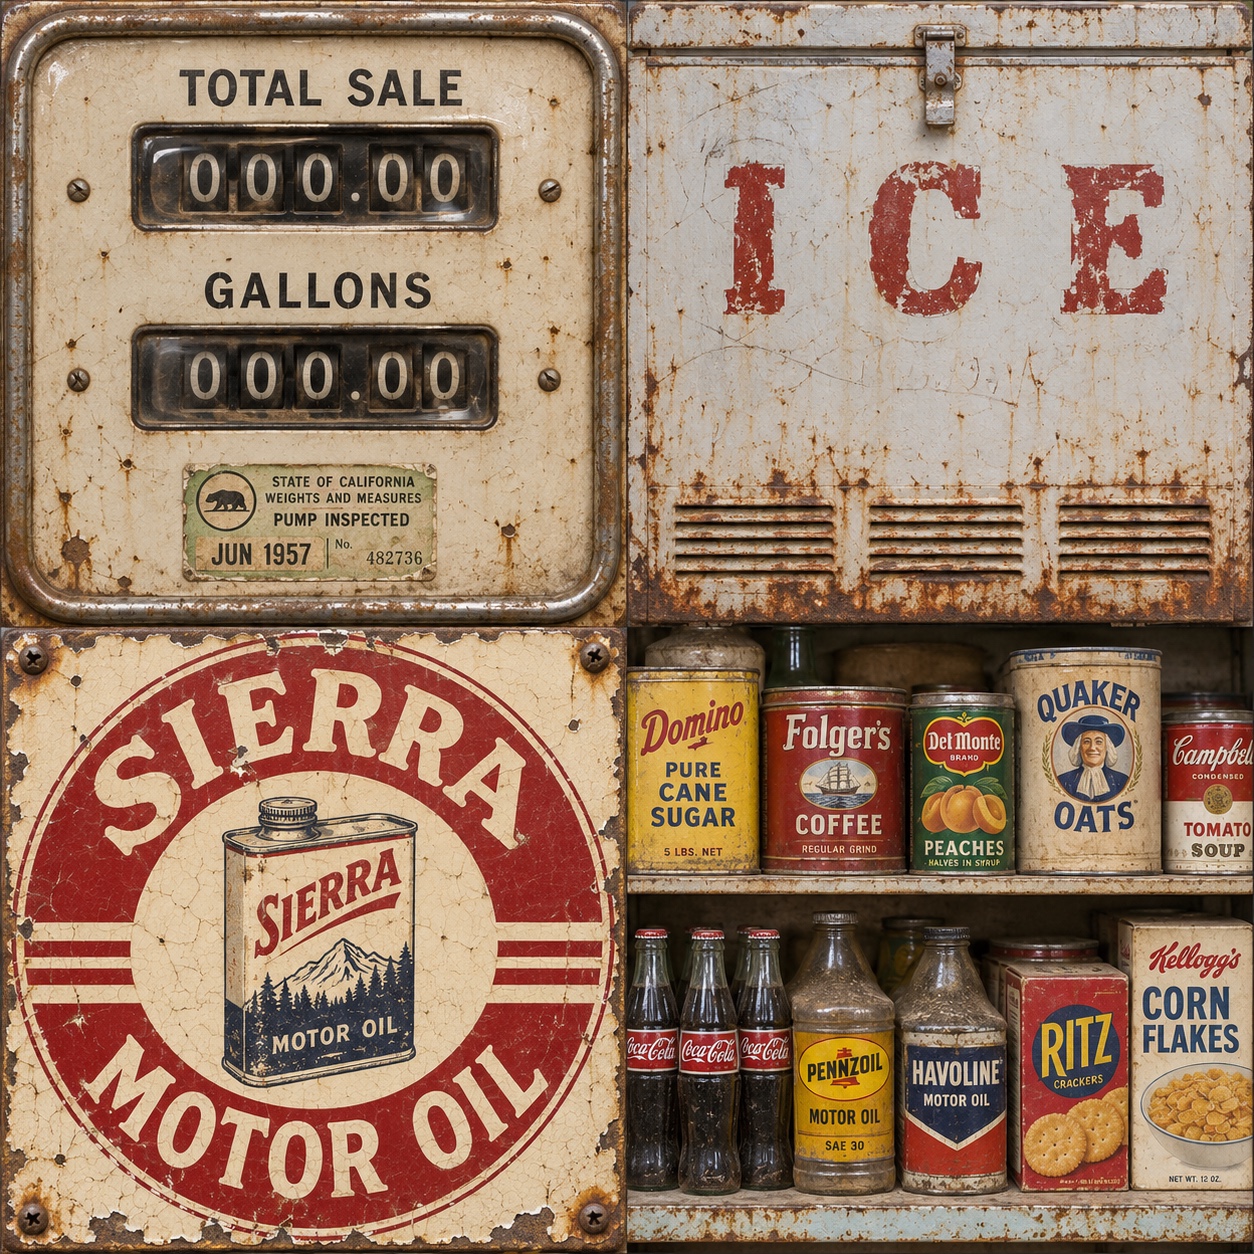 TOTAL SALE
000.00
GALLONS
000.00
STATE OF CALIFORNIA
WEIGHTS AND MEASURES
PUMP INSPECTED
JUN 1957
No.
482736
ICE
SIERRA
SIERRA
MOTOR OIL
MOTOR OIL
Domino
PURE
CANE
SUGAR
5 LBS. NET
Folger's
COFFEE
REGULAR GRIND
Del Monte
BRAND
PEACHES
HALVES IN SYRUP
QUAKER
OATS
Campbell
CONDENSED
TOMATO
SOUP
Coca-Cola
Coca-Cola
Coca-Cola
PENNZOIL
MOTOR OIL
SAE 30
HAVOLINE
MOTOR OIL
RITZ
CRACKERS
Kellogg's
CORN
FLAKES
NET WT. 12 OZ.